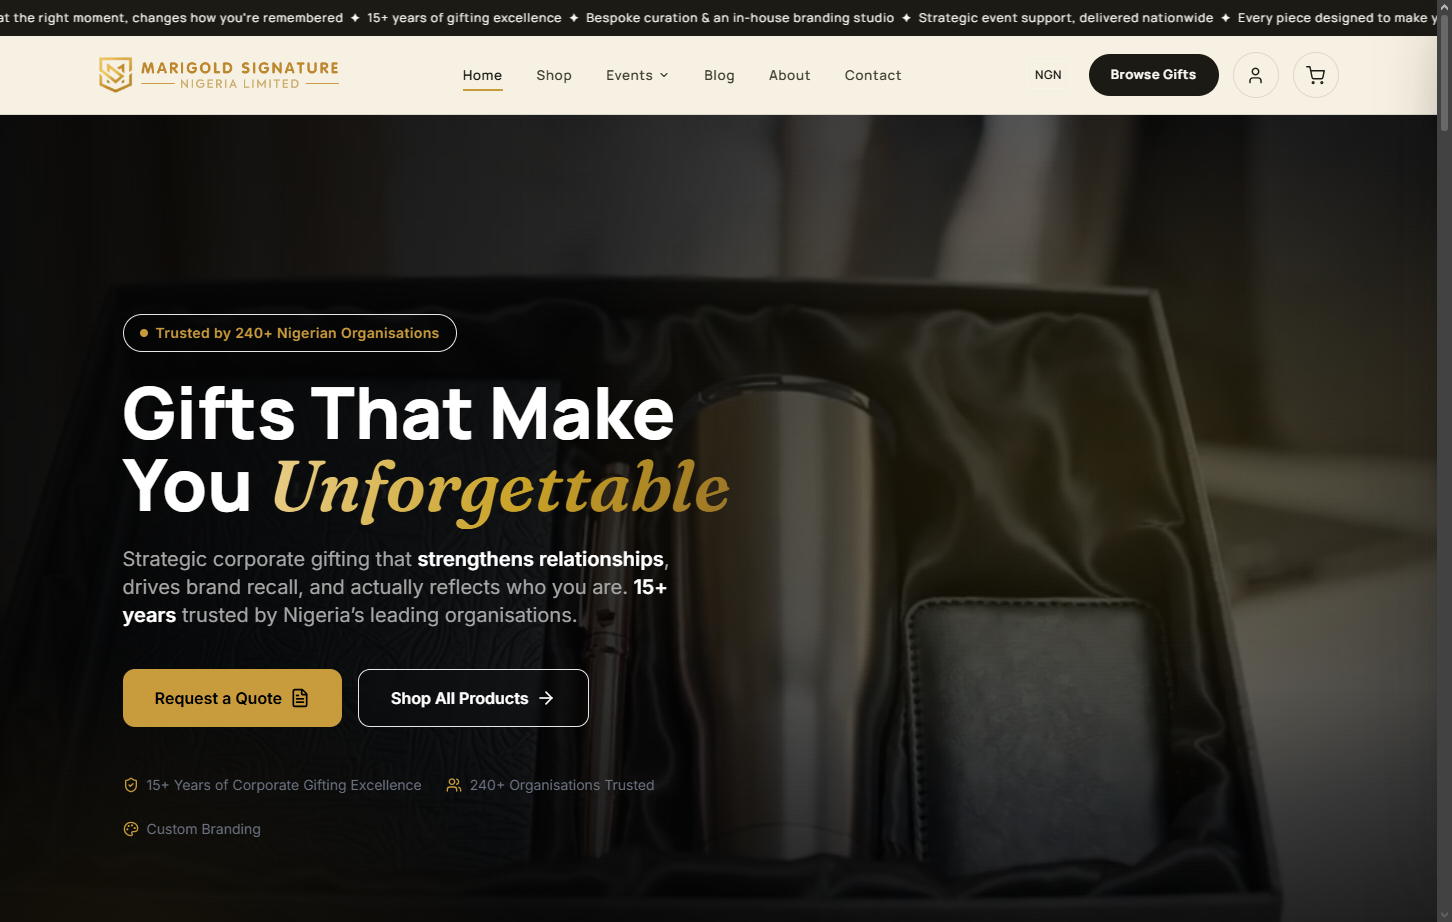 at the right moment, changes how you're remembered ✦ 15+ years of gifting excellence ✦ Bespoke curation & an in-house branding studio ✦ Strategic event support, delivered nationwide ✦ Every piece designed to make
MARIGOLD SIGNATURE
NIGERIA LIMITED
Home
Shop
Events
Blog
About
Contact
NGN
Browse Gifts
Trusted by 240+ Nigerian Organisations
Gifts That Make
You Unforgettable
Strategic corporate gifting that strengthens relationships,
drives brand recall, and actually reflects who you are. 15+
years trusted by Nigeria's leading organisations.
Request a Quote
Shop All Products
15+ Years of Corporate Gifting Excellence
240+ Organisations Trusted
Custom Branding